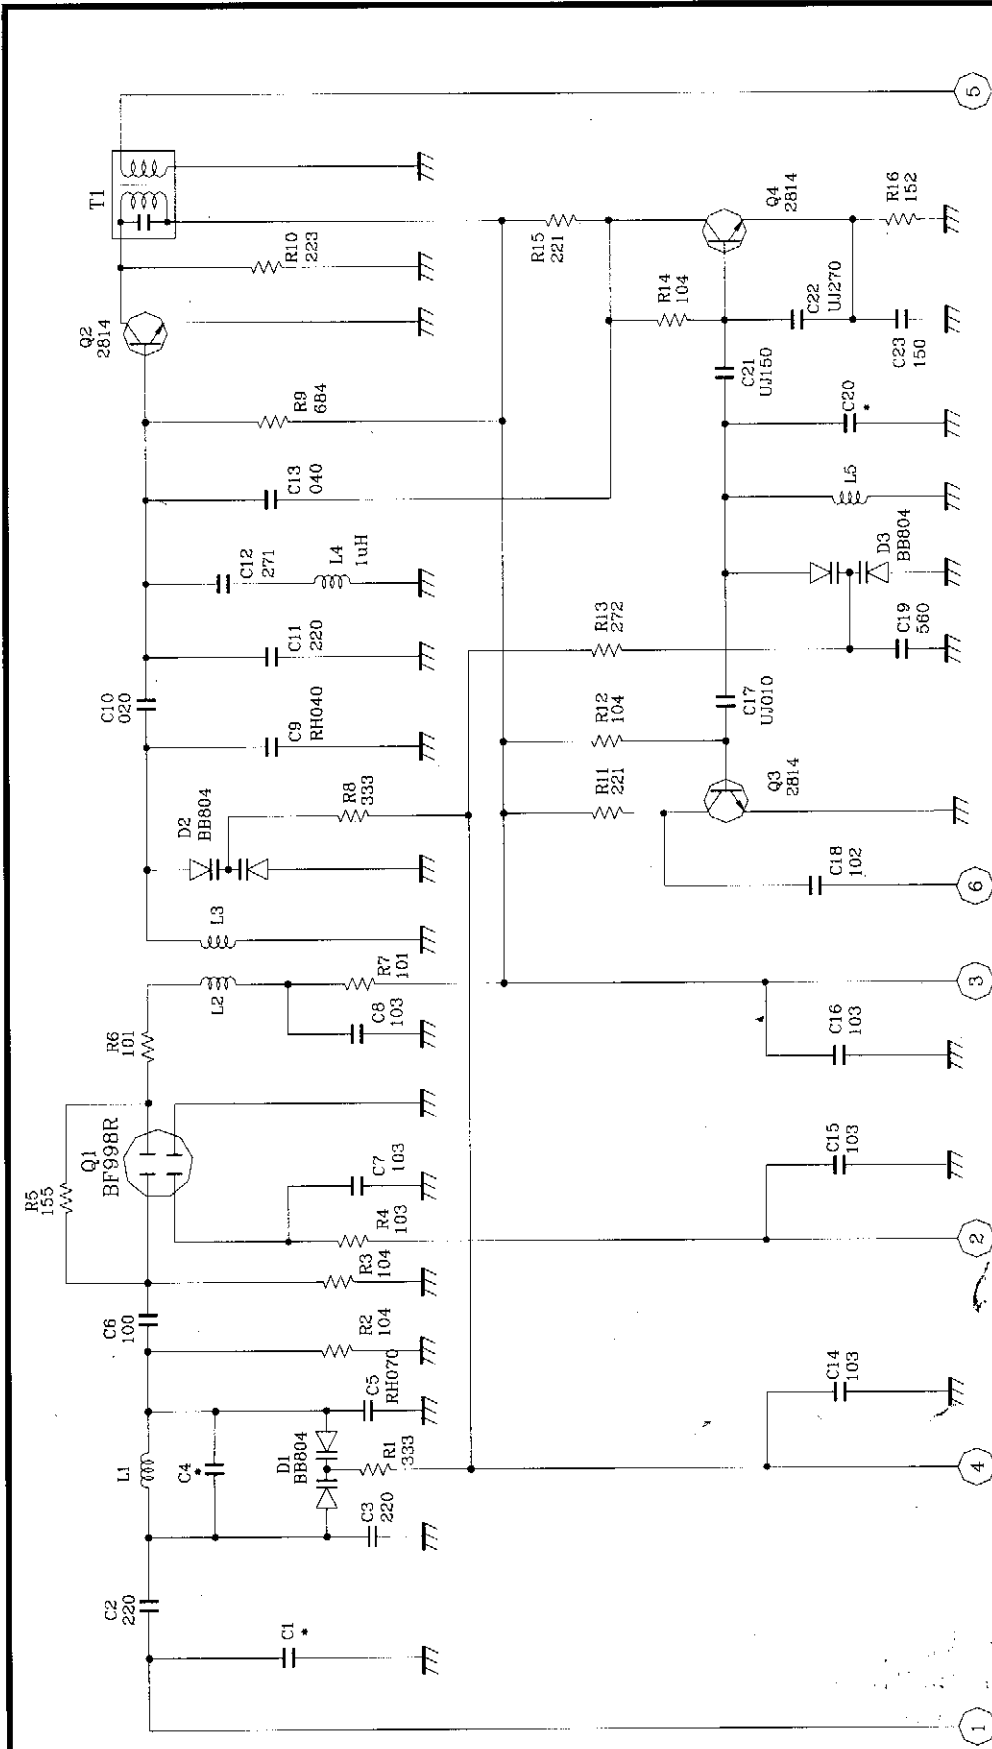 T1
R10
223
Q2
2814
R9
684
C13
040
C12
271
L4
1uH
C11
220
C10
020
C9
RH040
R8
333
D2
BB804
L3
L2
R7
101
C8
103
R6
101
Q1
BF998R
R5
155
C7
103
R4
103
R3
104
C6
100
R2
104
C5
RH070
L1
C4
*
D1
BB804
R1
333
C3
220
C2
220
C1
*
R15
221
Q4
2814
R16
152
R14
104
C22
UJ270
C23
150
C21
UJ150
C20
*
L5
D3
BB804
C19
560
R13
272
C17
UJ010
R12
104
R11
221
Q3
2814
C18
102
C16
103
C15
103
C14
103
5
6
3
2
4
1